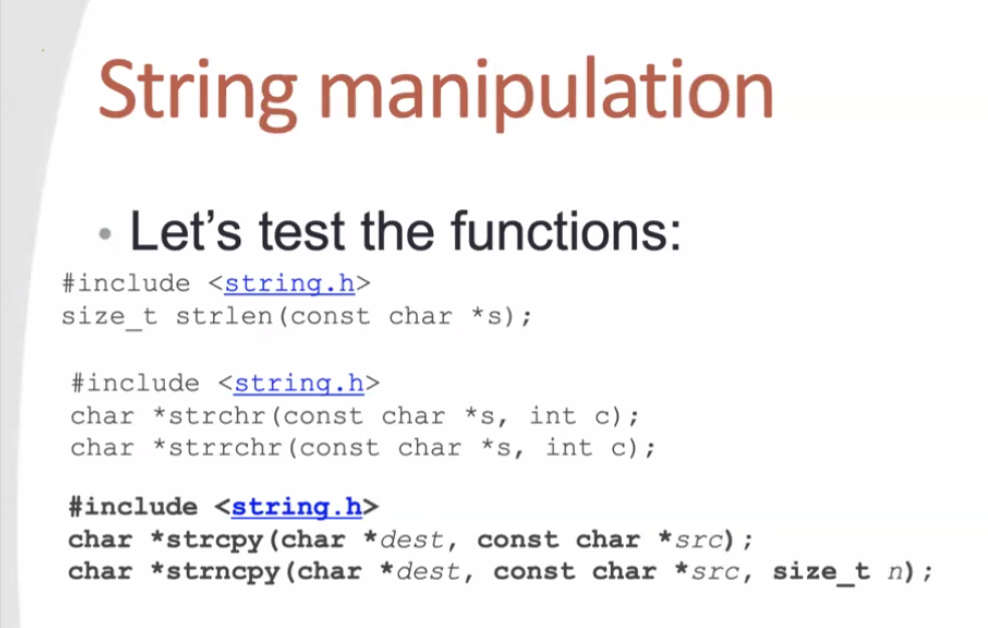 String manipulation
• Let's test the functions:
#include <string.h>
size_t strlen(const char *s);
#include <string.h>
char *strchr(const char *s, int c);
char *strrchr(const char *s, int c);
#include <string.h>
char *strcpy(char *dest, const char *src);
char *strncpy(char *dest, const char *src, size_t n);